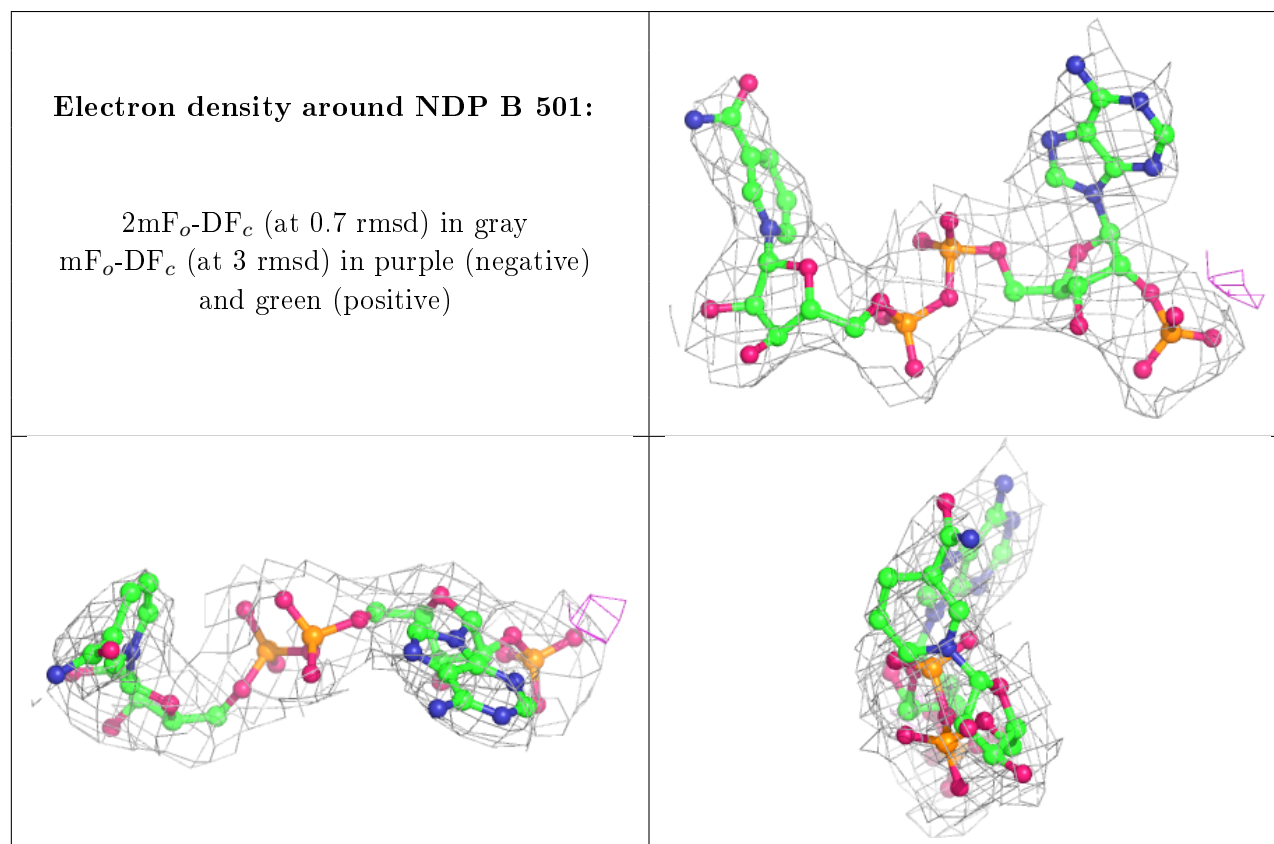 Electron density around NDP B 501:
2mFo-DFc (at 0.7 rmsd) in gray
mFo-DFc (at 3 rmsd) in purple (negative)
and green (positive)